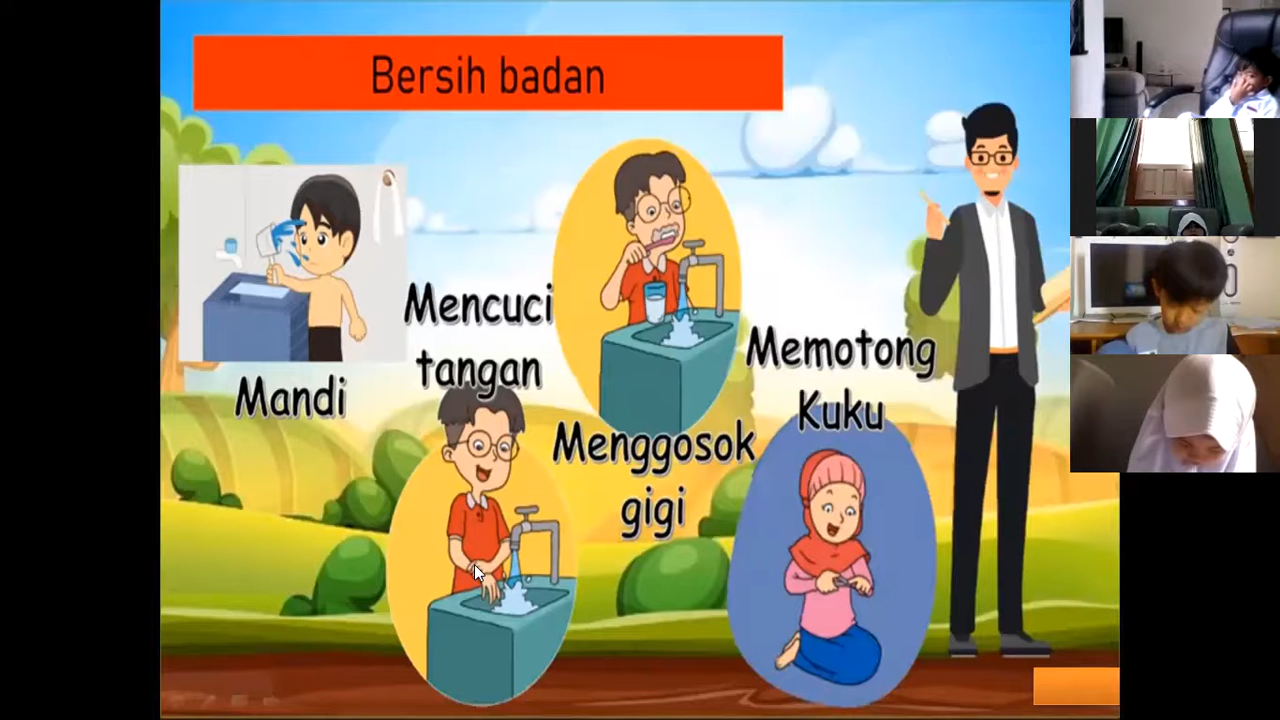 Bersih badan
Mandi
Mencuci
tangan
Menggosok
gigi
Memotong
Kuku